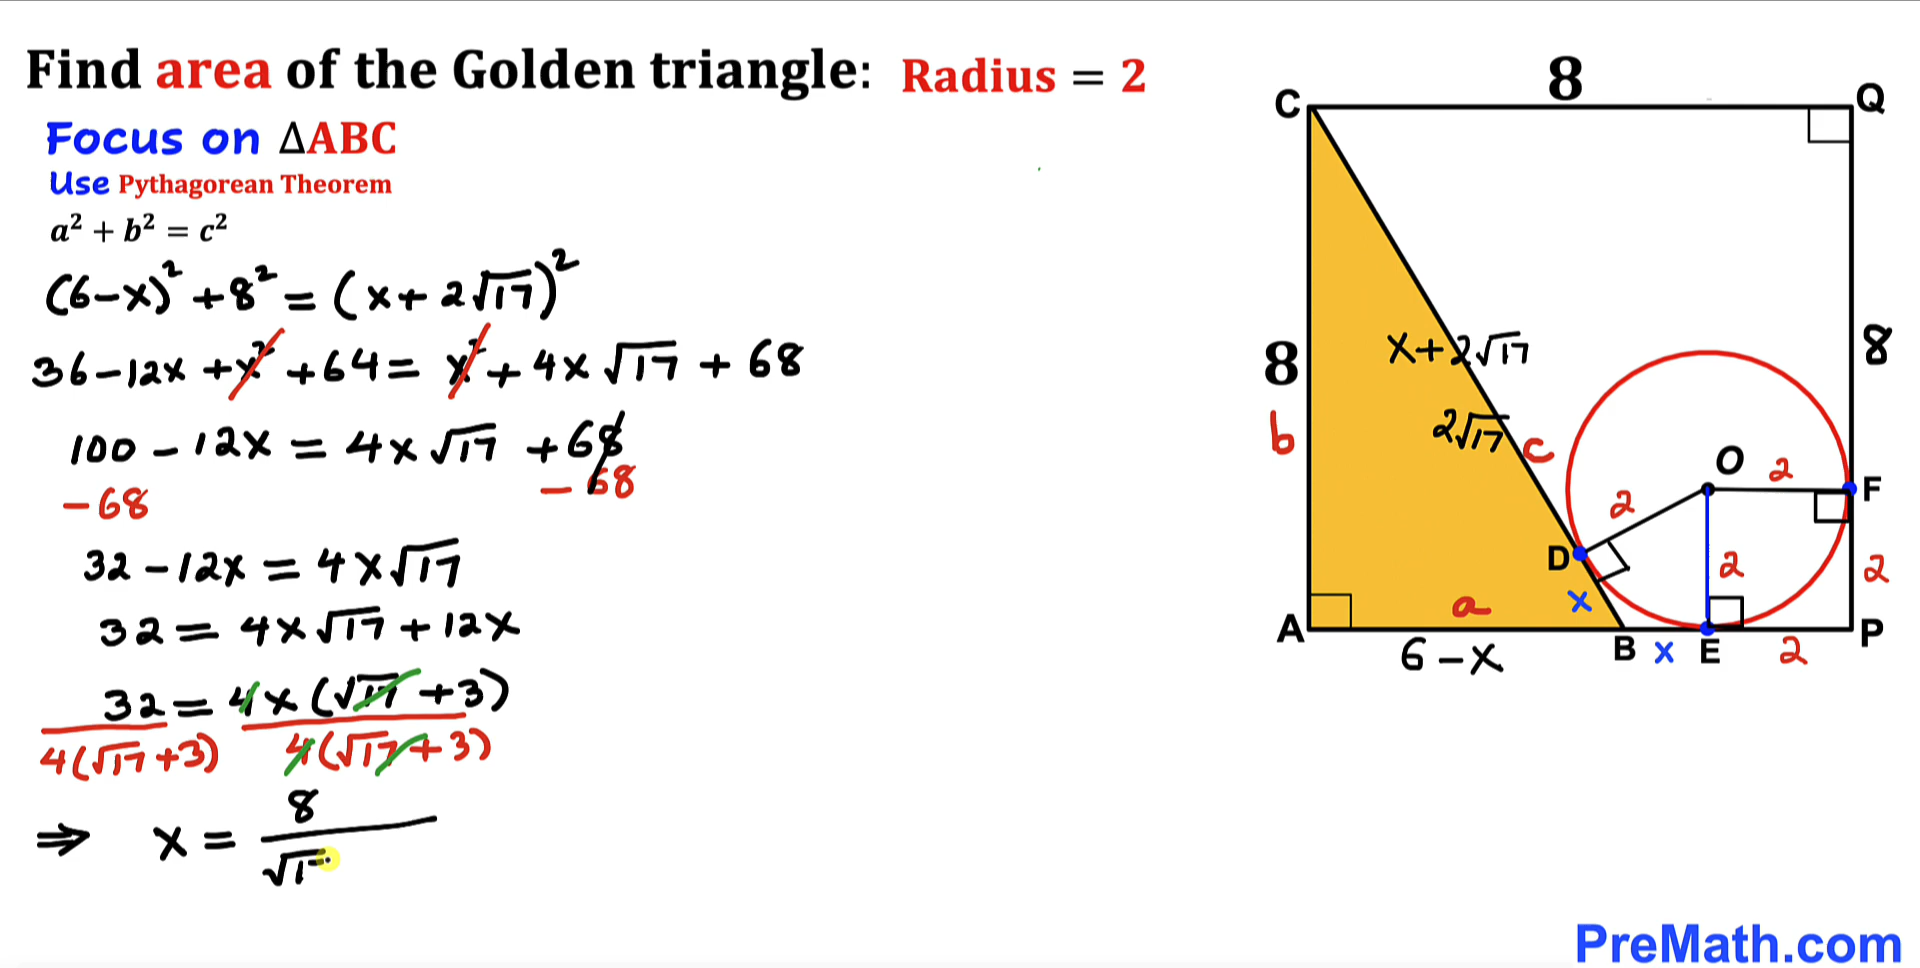 Find area of the Golden triangle: Radius = 2
Focus on ΔABC
Use Pythagorean Theorem
a² + b² = c²
(6-x)² + 8² = (x + 2√17)²
36 - 12x + x² + 64 = x² + 4x√17 + 68
100 - 12x = 4x√17 + 68
-68 - 68
32 - 12x = 4x√17
32 = 4x√17 + 12x
32 = 4x(√17 + 3)
4(√17 + 3) 4(√17 + 3)
8
⇒ x =
√1
8
C Q
8
x + 2√17
8
2√17
b c
O 2
F
2
D 2 2
x
a
A P
B x E 2
6 - x
PreMath.com